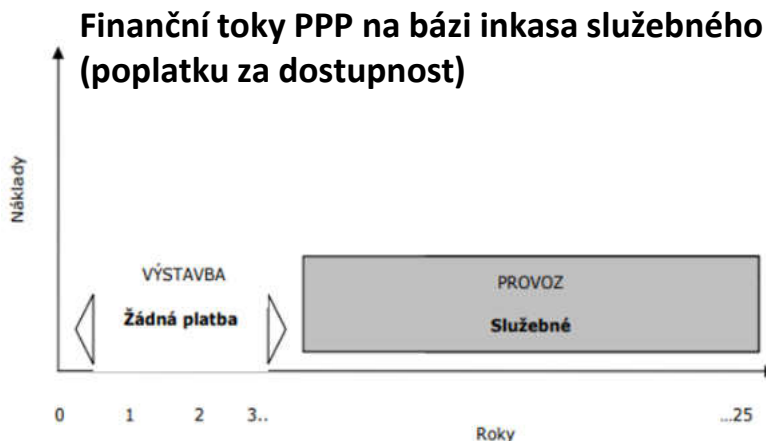 Finanční toky PPP na bázi inkasa služebného
(poplatku za dostupnost)
Náklady
VÝSTAVBA
Žádná platba
PROVOZ
Služebné
0 1 2 3.. ...25
Roky